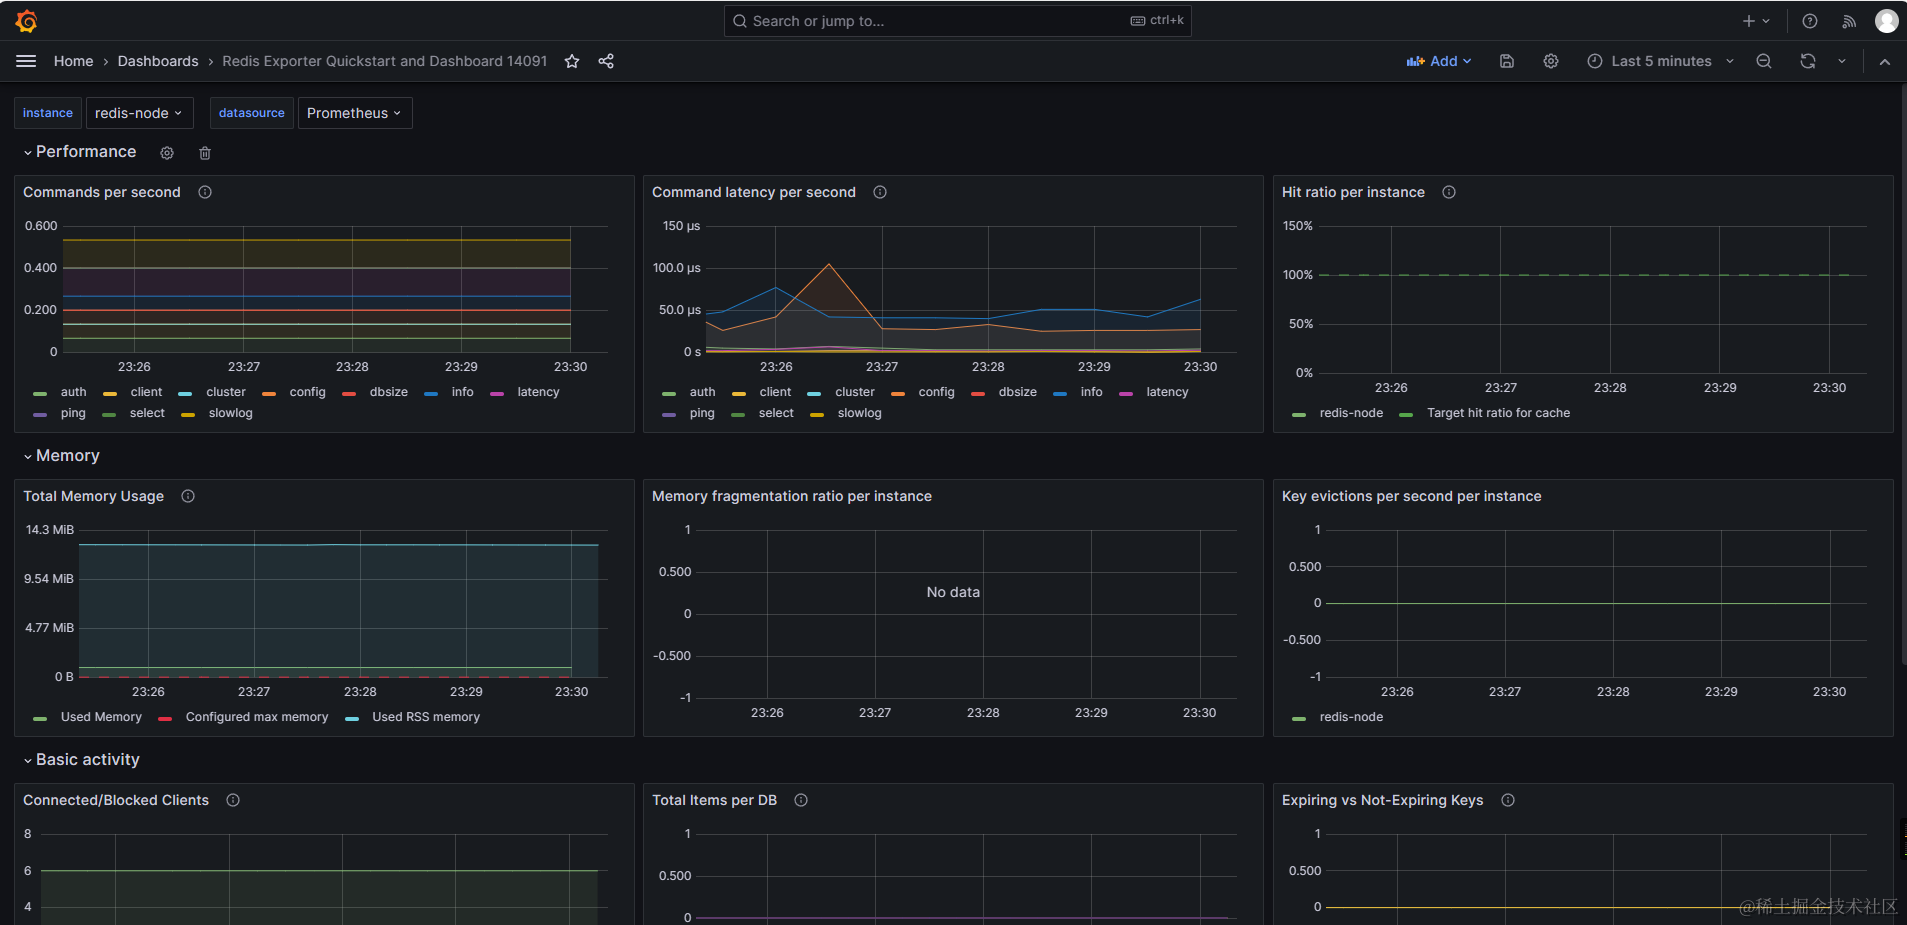 Search or jump to... ctrl+k
Home › Dashboards › Redis Exporter Quickstart and Dashboard 14091 Add Last 5 minutes
instance redis-node datasource Prometheus
Performance
Commands per second
0.600
0.400
0.200
0
23:26 23:27 23:28 23:29 23:30
auth client cluster config dbsize info latency
ping select slowlog
Command latency per second
150 µs
100.0 µs
50.0 µs
0 s
23:26 23:27 23:28 23:29 23:30
auth client cluster config dbsize info latency
ping select slowlog
Hit ratio per instance
150%
100%
50%
0%
23:26 23:27 23:28 23:29 23:30
redis-node Target hit ratio for cache
Memory
Total Memory Usage
14.3 MiB
9.54 MiB
4.77 MiB
0 B
23:26 23:27 23:28 23:29 23:30
Used Memory Configured max memory Used RSS memory
Memory fragmentation ratio per instance
1
0.500
0
-0.500
-1
No data
23:26 23:27 23:28 23:29 23:30
Key evictions per second per instance
1
0.500
0
-0.500
-1
23:26 23:27 23:28 23:29 23:30
redis-node
Basic activity
Connected/Blocked Clients
8
6
4
Total Items per DB
1
0.500
0
Expiring vs Not-Expiring Keys
1
0.500
0
@稀土掘金技术社区